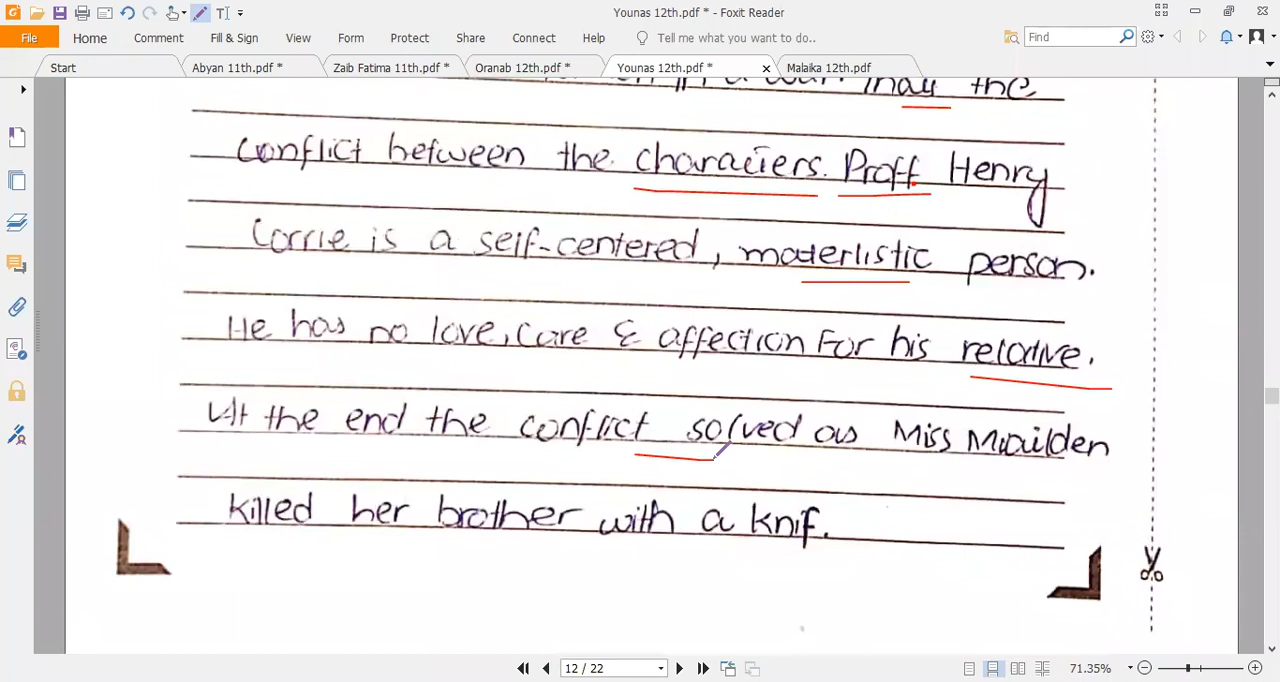 Younas 12th.pdf * - Foxit Reader
File Home Comment Fill & Sign View Form Protect Share Connect Help Tell me what you want to do.. Find
Start Abyan 11th.pdf * Zaib Fatima 11th.pdf * Oranab 12th.pdf * Younas 12th.pdf * Malaika 12th.pdf
the
conflict between the characters. Proff. Henry
Corrie is a self-centered, materlistic person.
He has no love, care & affection for his relative.
At the end the conflict solved as Miss
killed her brother with a knif.
12 / 22 71.35%